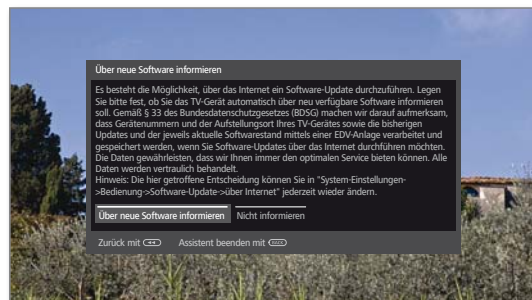 Über neue Software informieren
Es besteht die Möglichkeit, über das Internet ein Software-Update durchzuführen. Legen
Sie bitte fest, ob Sie das TV-Gerät automatisch über neu verfügbare Software informieren
soll. Gemäß § 33 des Bundesdatenschutzgesetzes (BDSG) machen wir darauf aufmerksam,
dass Gerätenummern und der Aufstellungsort Ihres TV-Gerätes sowie die bisherigen
Updates und der jeweils aktuelle Softwarestand mittels einer EDV-Anlage verarbeitet und
gespeichert werden, wenn Sie Software-Updates über das Internet durchführen möchten.
Die Daten gewährleisten, dass wir Ihnen immer den optimalen Service bieten können. Alle
Daten werden vertraulich behandelt.
Hinweis: Die hier getroffene Entscheidung können Sie in "System-Einstellungen-
>Bedienung->Software-Update->über Internet" jederzeit wieder ändern.
Über neue Software informieren Nicht informieren
Zurück mit Assistent beenden mit